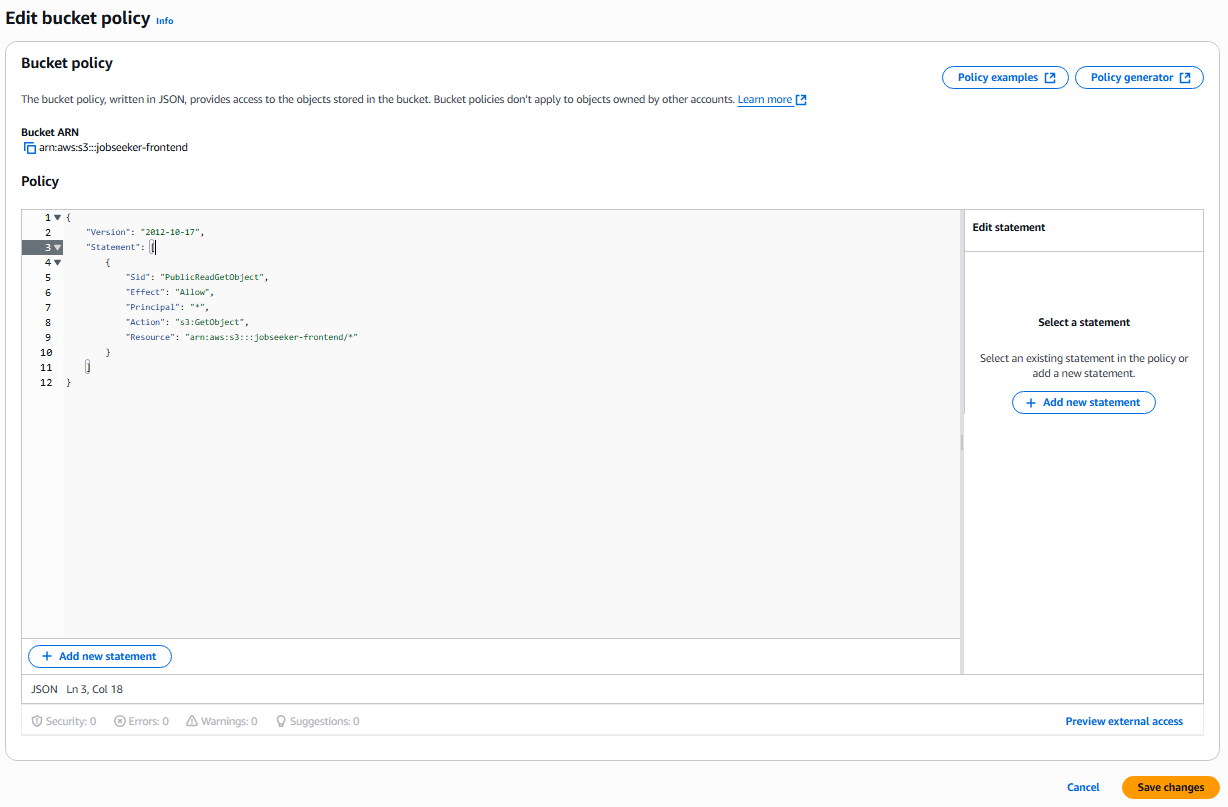 Edit bucket policy Info
Bucket policy
Policy examples
Policy generator
The bucket policy, written in JSON, provides access to the objects stored in the bucket. Bucket policies don't apply to objects owned by other accounts. Learn more
Bucket ARN
arn:aws:s3:::jobseeker-frontend
Policy
1 {
2 "Version": "2012-10-17",
3 "Statement": [
4 {
5 "Sid": "PublicReadGetObject",
6 "Effect": "Allow",
7 "Principal": "*",
8 "Action": "s3:GetObject",
9 "Resource": "arn:aws:s3:::jobseeker-frontend/*"
10 }
11 ]
12 }
Edit statement
Select a statement
Select an existing statement in the policy or
add a new statement.
+ Add new statement
+ Add new statement
JSON Ln 3, Col 18
Security: 0 Errors: 0 Warnings: 0 Suggestions: 0
Preview external access
Cancel
Save changes